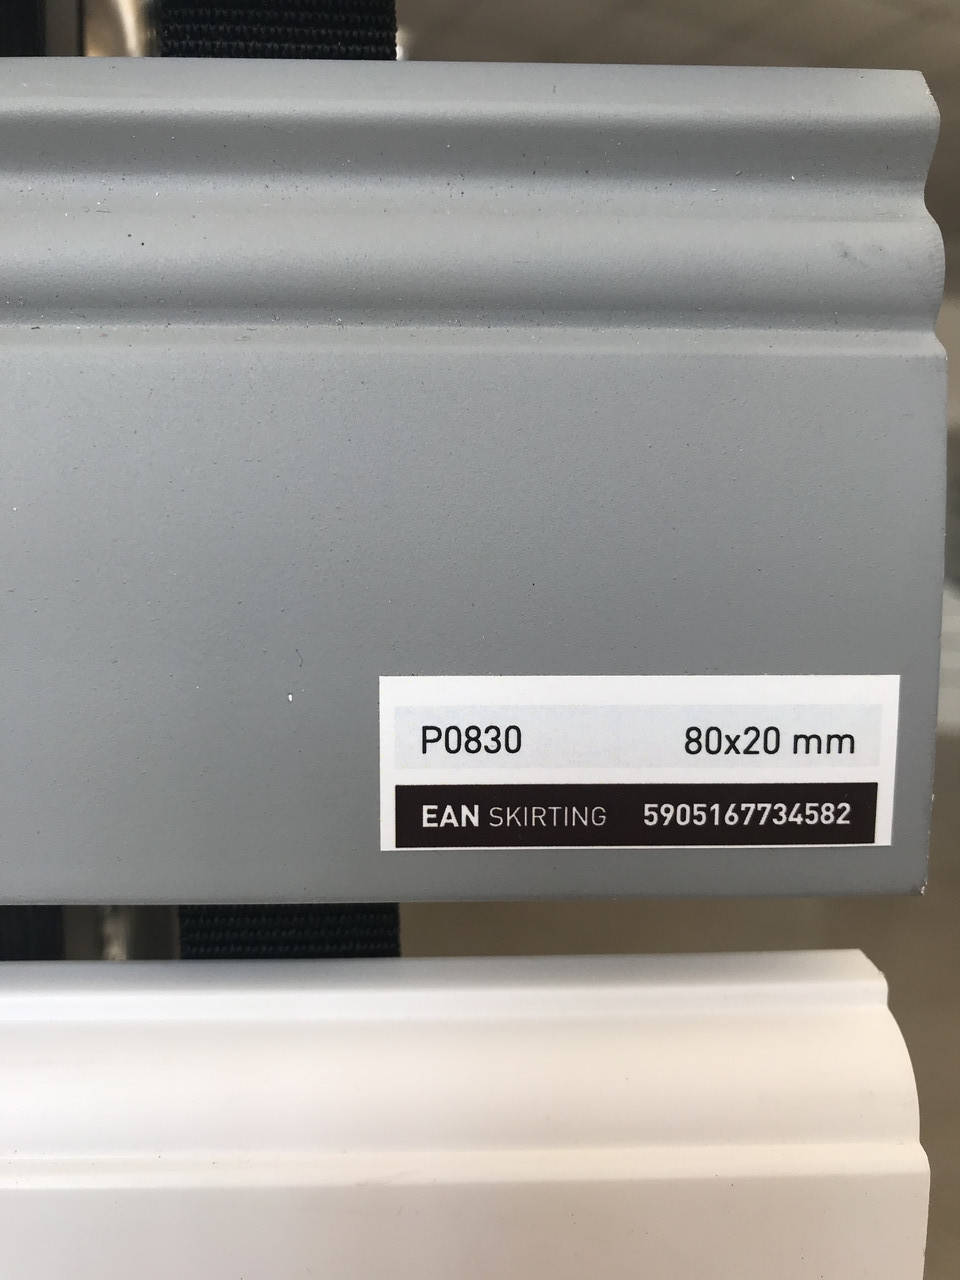 P0830 80x20 mm
EAN SKIRTING 5905167734582